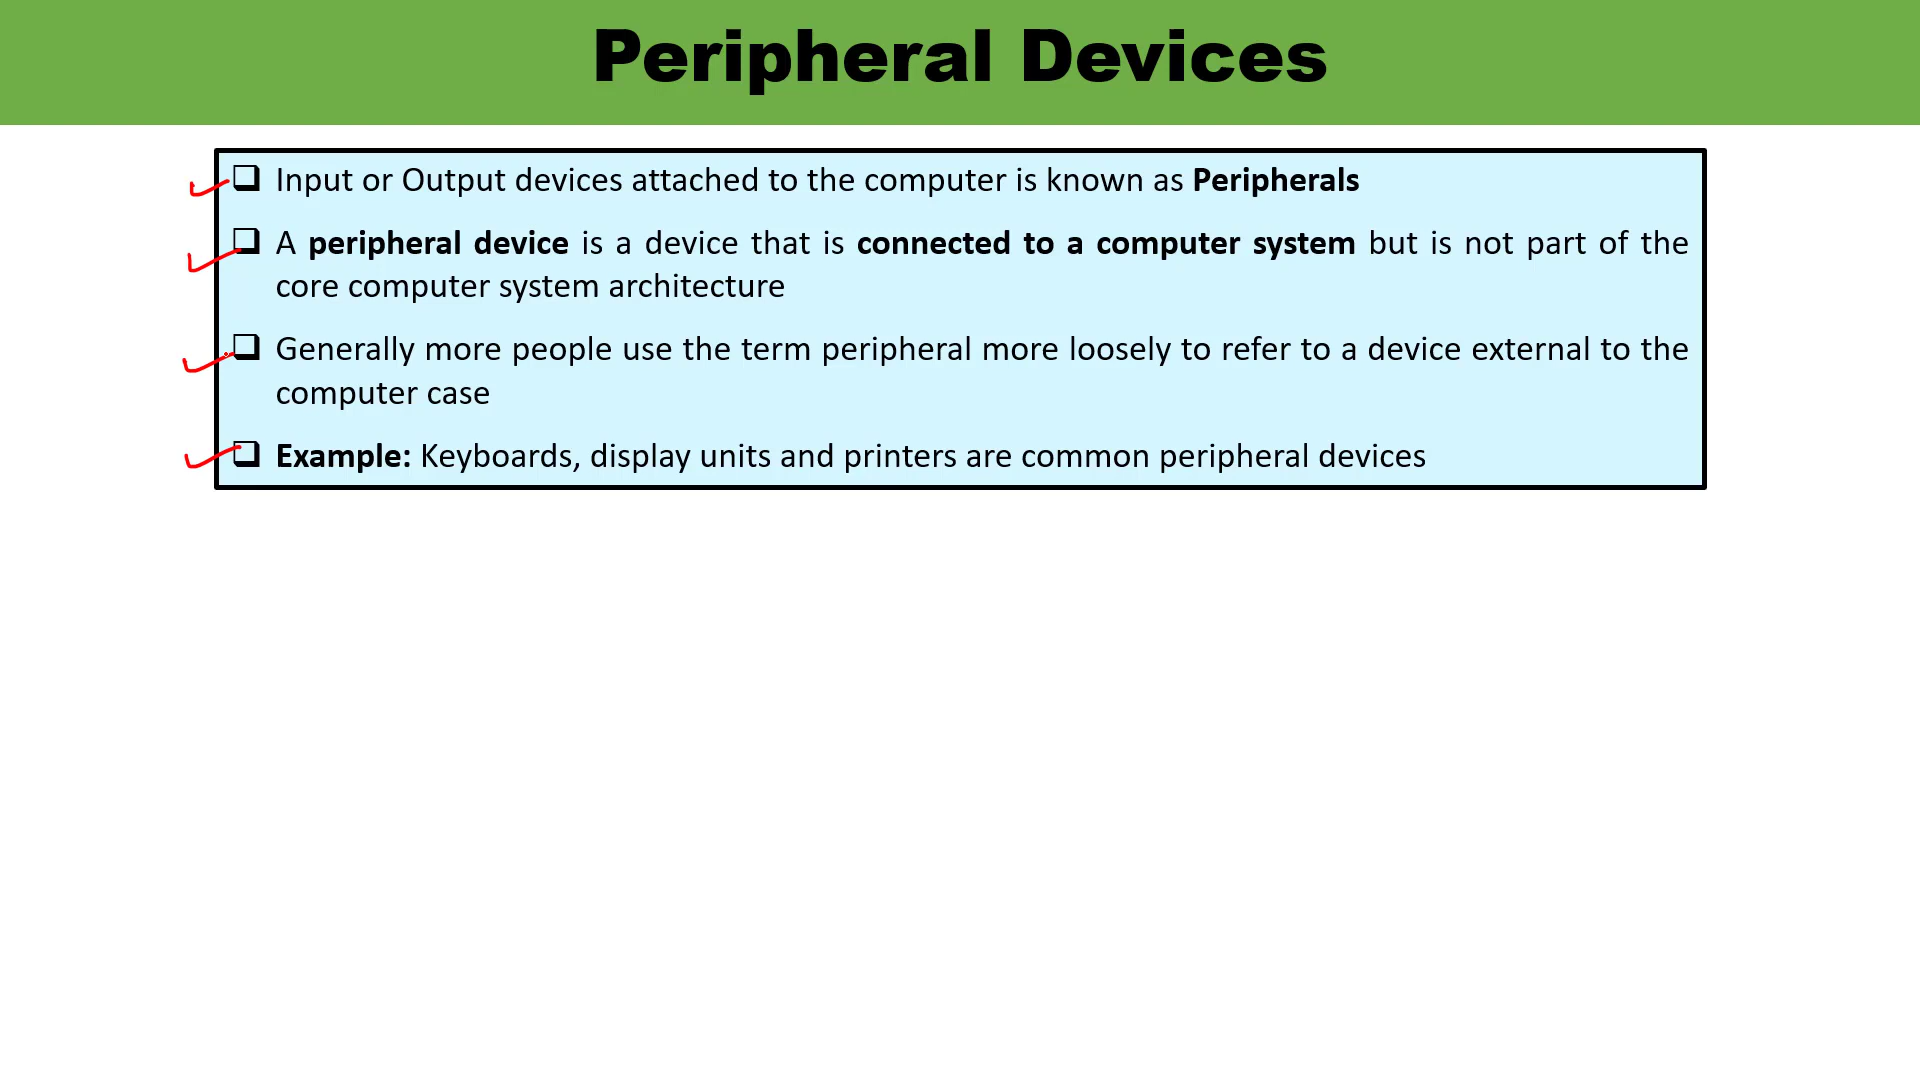 Peripheral Devices
❑ Input or Output devices attached to the computer is known as Peripherals
❑ A peripheral device is a device that is connected to a computer system but is not part of the
core computer system architecture
❑ Generally more people use the term peripheral more loosely to refer to a device external to the
computer case
❑ Example: Keyboards, display units and printers are common peripheral devices